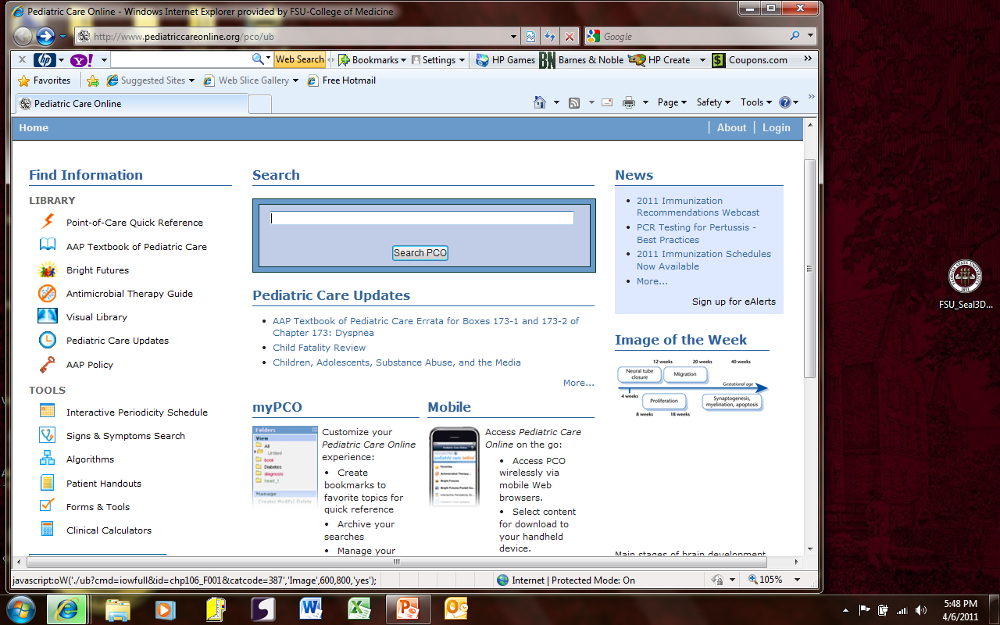 Pediatric Care Online - Windows Internet Explorer provided by FSU-College of Medicine
http://www.pediatriccareonline.org/pco/ub
Google
hp Y! Web Search Bookmarks Settings HP Games BN Barnes & Noble HP Create $ Coupons.com
Favorites Suggested Sites Web Slice Gallery Free Hotmail
Pediatric Care Online Page Safety Tools
Home About Login
Find Information
LIBRARY
Point-of-Care Quick Reference
AAP Textbook of Pediatric Care
Bright Futures
Antimicrobial Therapy Guide
Visual Library
Pediatric Care Updates
AAP Policy
TOOLS
Interactive Periodicity Schedule
Signs & Symptoms Search
Algorithms
Patient Handouts
Forms & Tools
Clinical Calculators
Search
Search PCO
Pediatric Care Updates
• AAP Textbook of Pediatric Care Errata for Boxes 173-1 and 173-2 of
Chapter 173: Dyspnea
• Child Fatality Review
• Children, Adolescents, Substance Abuse, and the Media
More...
myPCO
Folders
View
All
Untitled
book
Diabetes
diagnosis
heart_f
Manage
Create| Modify| Delete
Customize your
Pediatric Care Online
experience:
• Create
bookmarks to
favorite topics for
quick reference
• Archive your
searches
• Manage your
Mobile
pediatric care online
Favorites
Access Pediatric Care
Online on the go:
• Access PCO
wirelessly via
mobile Web
browsers.
• Select content
for download to
your handheld
device.
News
• 2011 Immunization
Recommendations Webcast
• PCR Testing for Pertussis -
Best Practices
• 2011 Immunization Schedules
Now Available
• More...
Sign up for eAlerts
Image of the Week
12 weeks 20 weeks 40 weeks
Neural tube
closure
Migration
Gestational age
4 weeks
Proliferation
Synaptogenesis,
myelination, apoptosis
8 weeks 18 weeks
Main stages of brain development
javascript:oW('./ub?cmd=iowfull&id=chp106_F001&catcode=387','Image',600,800,'yes');
Internet | Protected Mode: On
105%
FSU_Seal3D...
5:48 PM
4/6/2011